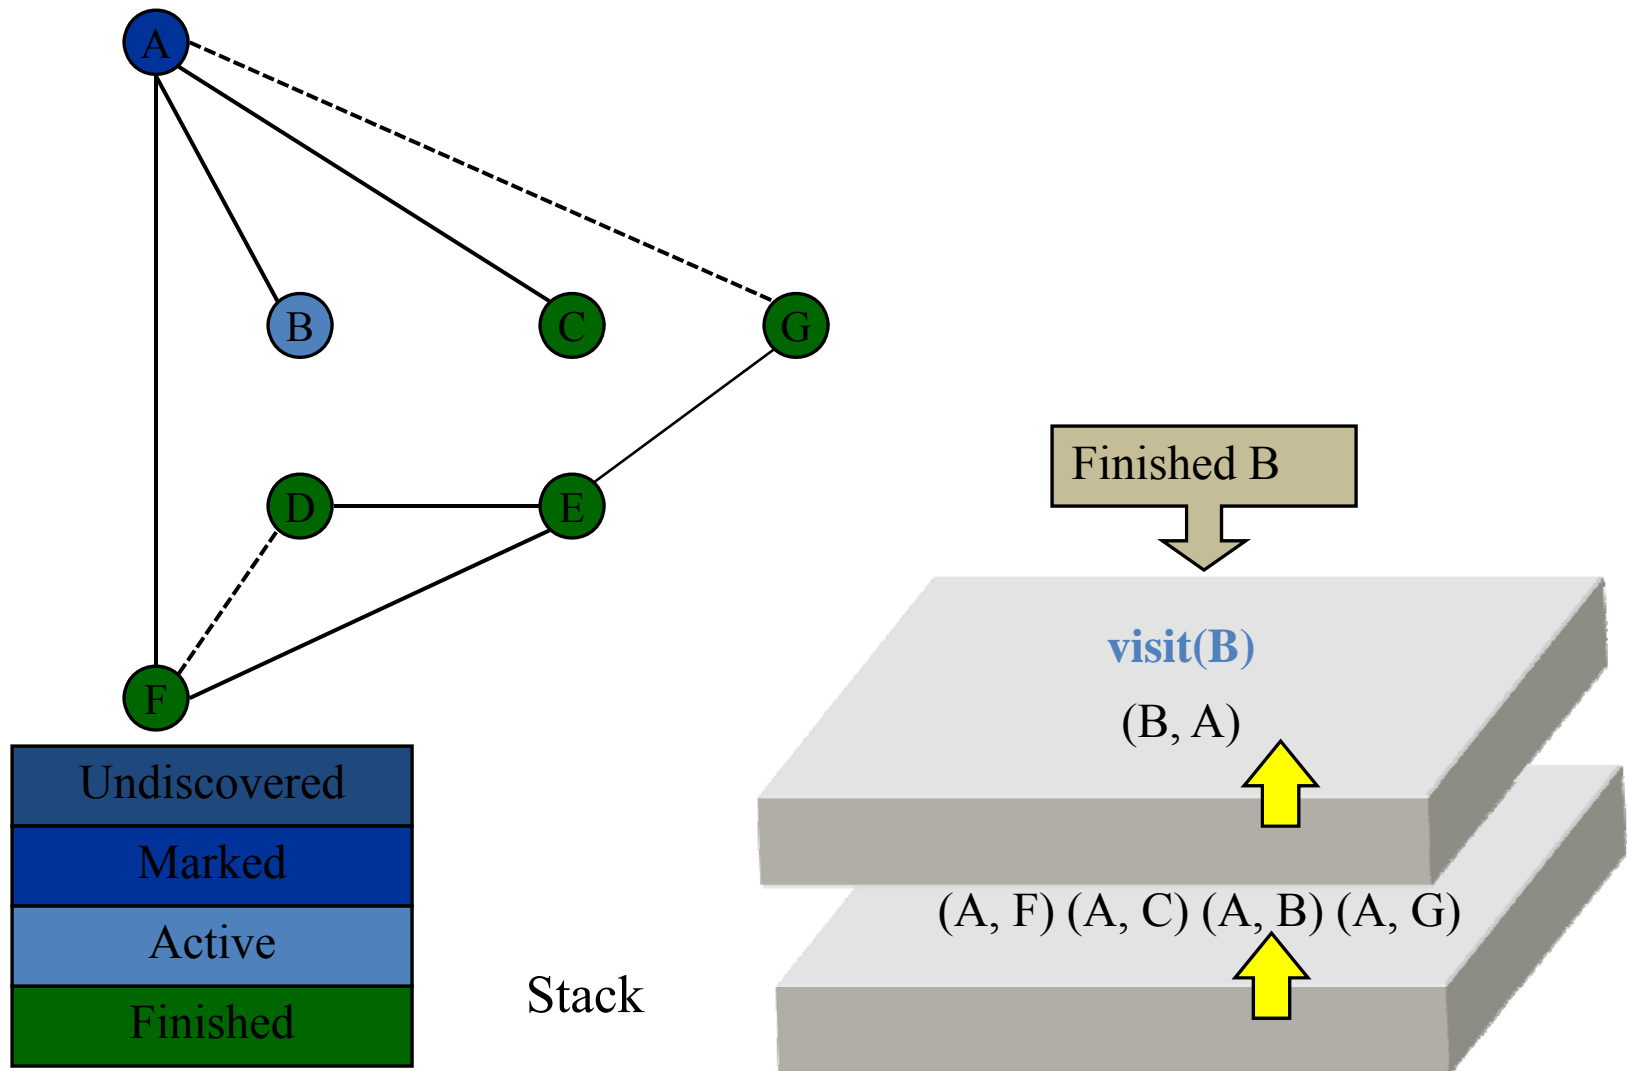 A
B
C
G
D
E
F
Finished B
visit(B)
(B, A)
(A, F) (A, C) (A, B) (A, G)
Undiscovered
Marked
Active
Finished
Stack